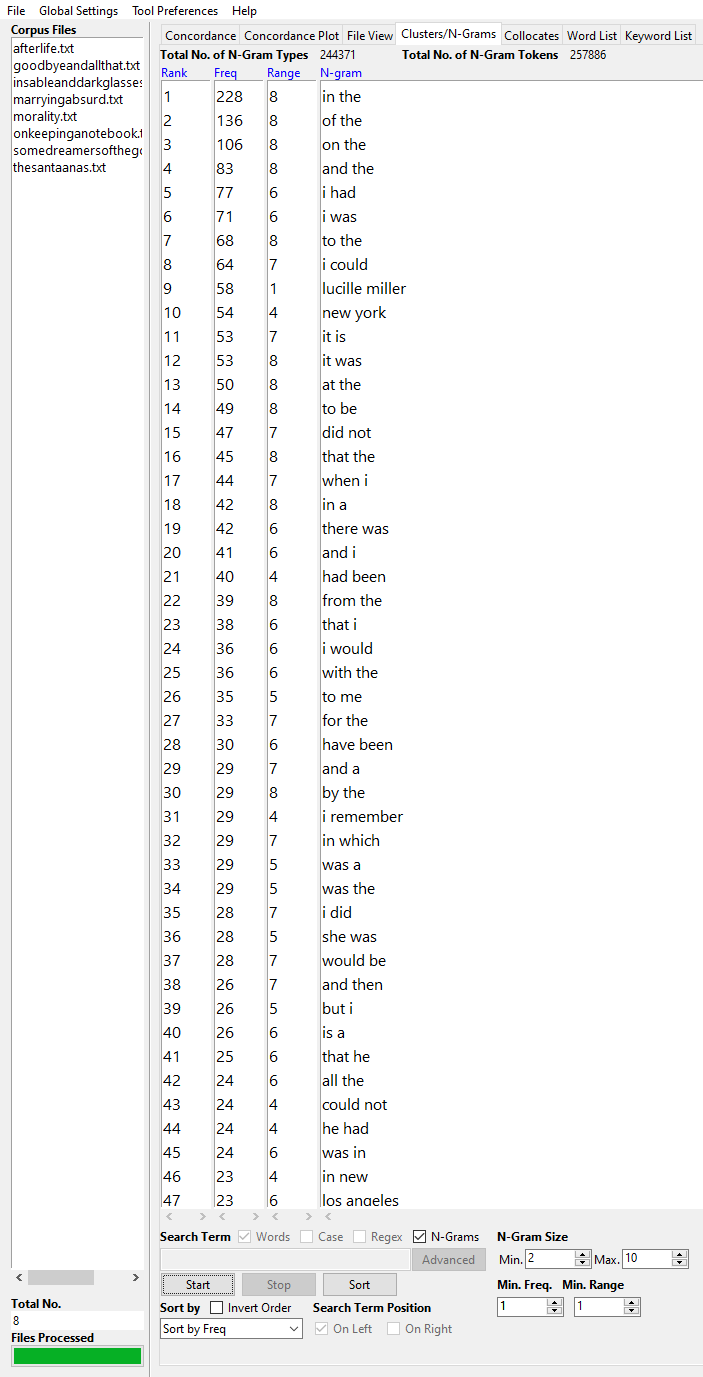 File Global Settings Tool Preferences Help
Corpus Files
afterlife.txt
goodbyeandallthat.txt
insableanddarkglasses
marryingabsurd.txt
morality.txt
onkeepinganotebook.t
somedreamersofthego
thesantaanas.txt
Concordance Concordance Plot File View Clusters/N-Grams Collocates Word List Keyword List
Total No. of N-Gram Types 244371 Total No. of N-Gram Tokens 257886
Rank Freq Range N-gram
1 228 8 in the
2 136 8 of the
3 106 8 on the
4 83 8 and the
5 77 6 i had
6 71 6 i was
7 68 8 to the
8 64 7 i could
9 58 1 lucille miller
10 54 4 new york
11 53 7 it is
12 53 8 it was
13 50 8 at the
14 49 8 to be
15 47 7 did not
16 45 8 that the
17 44 7 when i
18 42 8 in a
19 42 6 there was
20 41 6 and i
21 40 4 had been
22 39 8 from the
23 38 6 that i
24 36 6 i would
25 36 6 with the
26 35 5 to me
27 33 7 for the
28 30 6 have been
29 29 7 and a
30 29 8 by the
31 29 4 i remember
32 29 7 in which
33 29 5 was a
34 29 5 was the
35 28 7 i did
36 28 5 she was
37 28 7 would be
38 26 7 and then
39 26 5 but i
40 26 6 is a
41 25 6 that he
42 24 6 all the
43 24 4 could not
44 24 4 he had
45 24 6 was in
46 23 4 in new
47 23 6 los angeles
Search Term Words Case Regex N-Grams N-Gram Size
Advanced Min. 2 Max. 10
Start Stop Sort
Min. Freq. Min. Range
1 1
Sort by Invert Order Search Term Position
Sort by Freq On Left On Right
Total No.
8
Files Processed